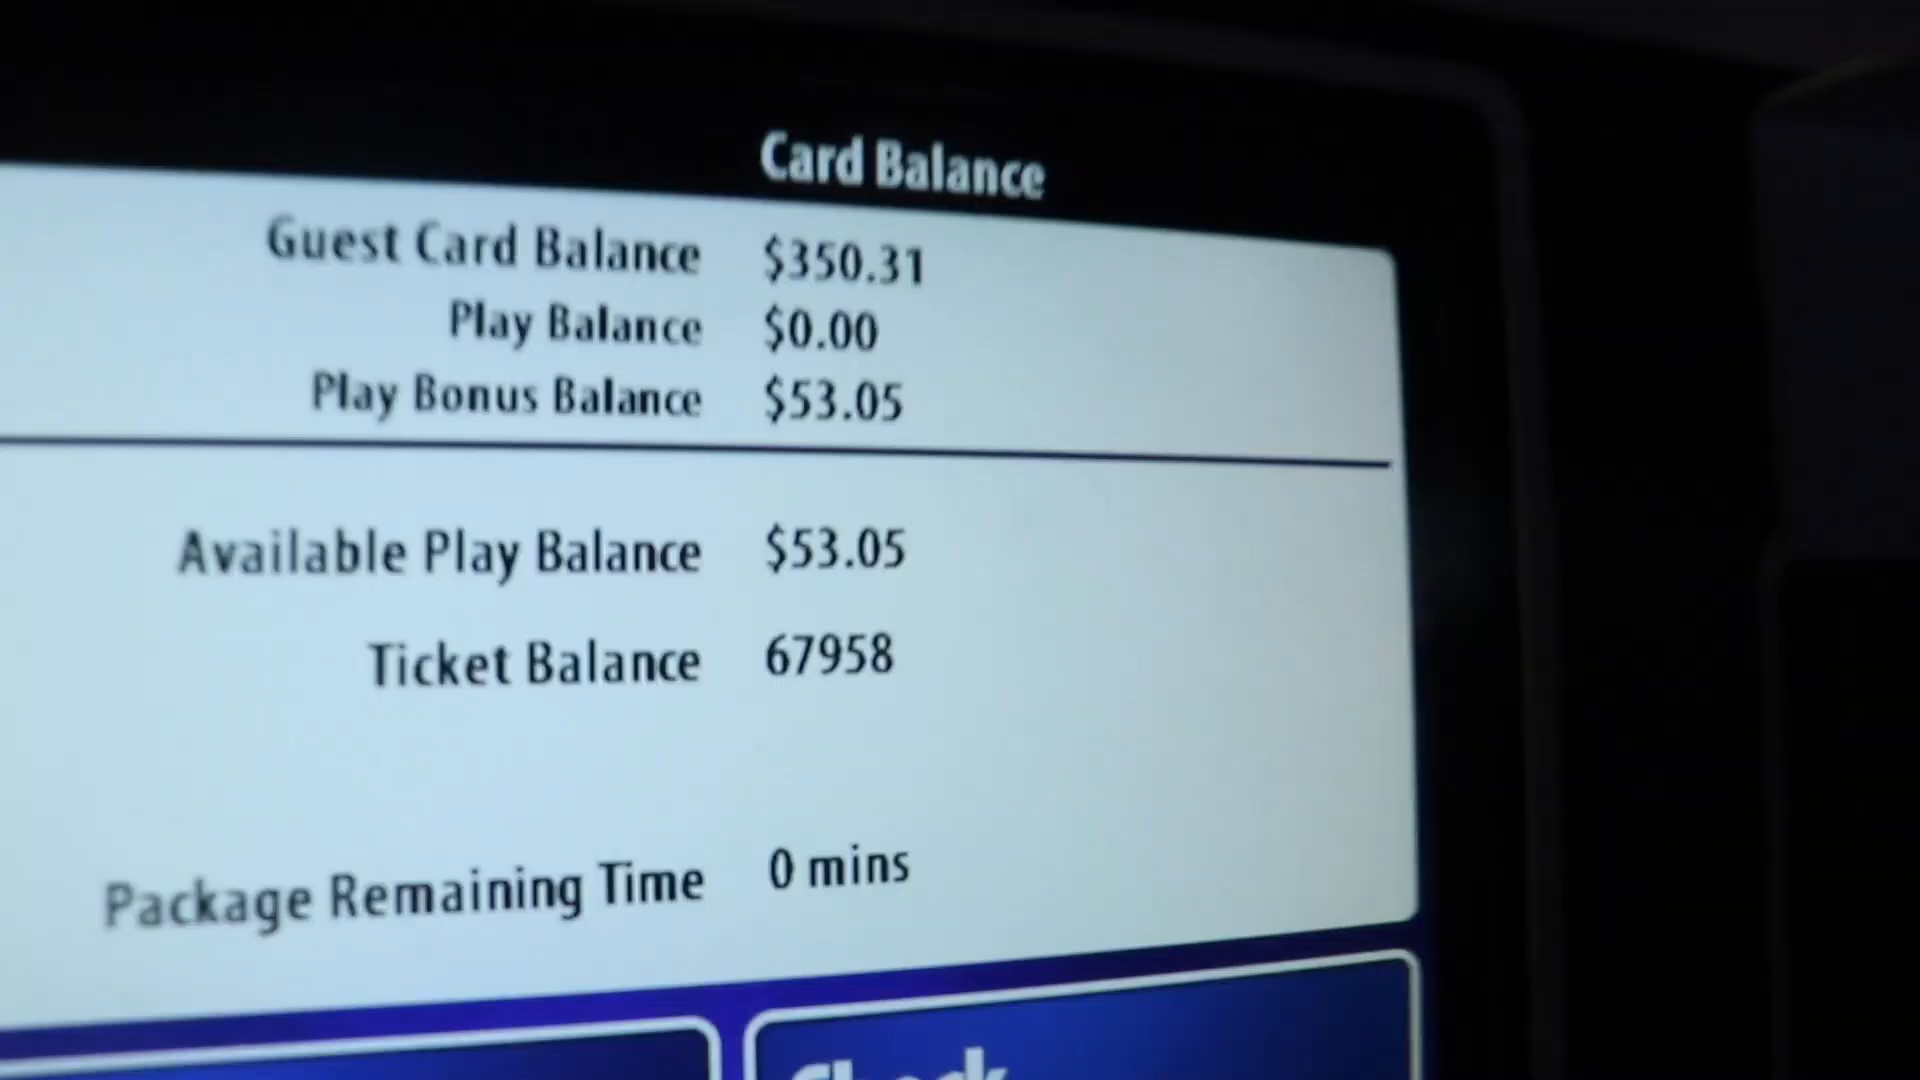 Card Balance
Guest Card Balance $350.31
Play Balance $0.00
Play Bonus Balance $53.05
Available Play Balance $53.05
Ticket Balance 67958
Package Remaining Time 0 mins
Check